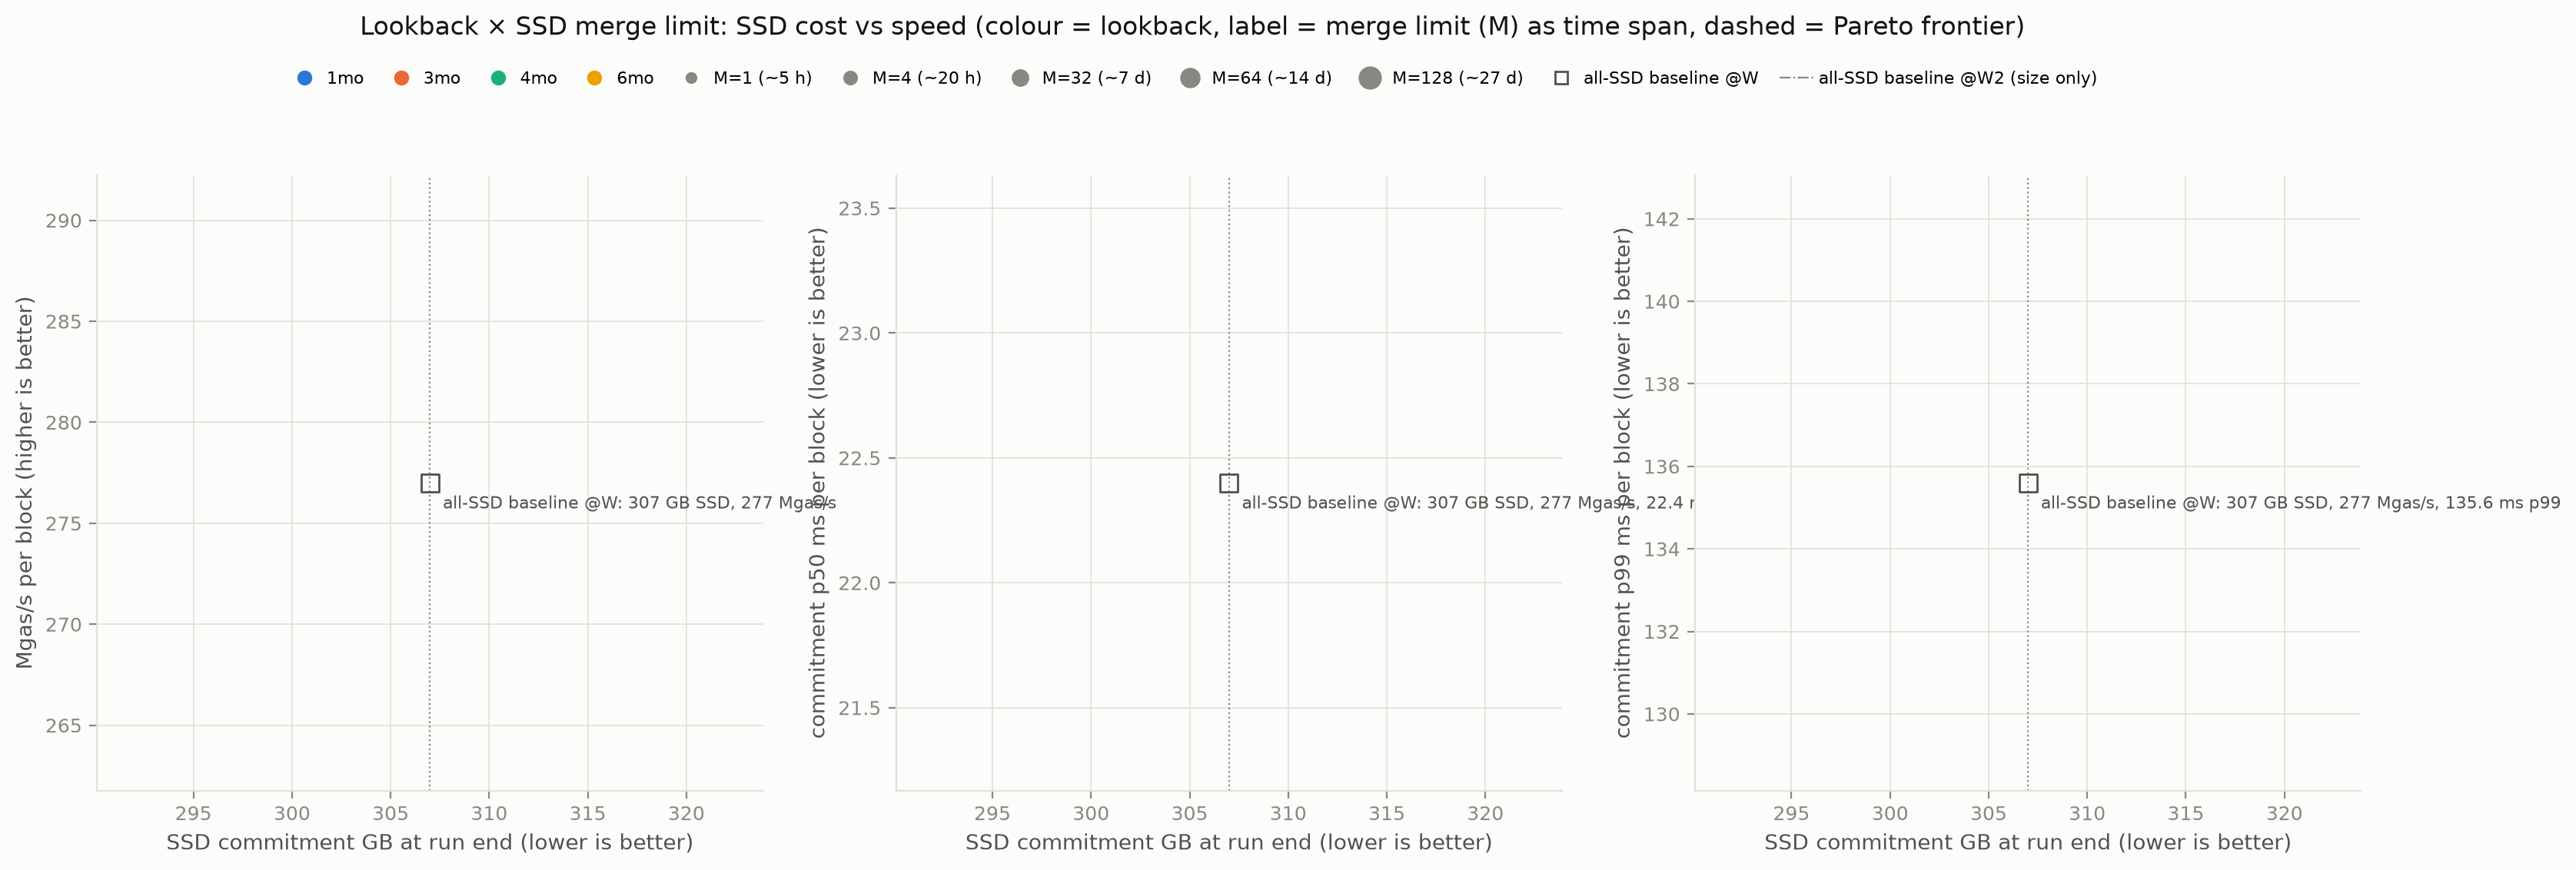 Lookback × SSD merge limit: SSD cost vs speed (colour = lookback, label = merge limit (M) as time span, dashed = Pareto frontier)
1mo 3mo 4mo 6mo M=1 (~5 h) M=4 (~20 h) M=32 (~7 d) M=64 (~14 d) M=128 (~27 d) all-SSD baseline @W all-SSD baseline @W2 (size only)
Mgas/s per block (higher is better)
290
285
280
275
270
265
all-SSD baseline @W: 307 GB SSD, 277 Mgas/s
295 300 305 310 315 320
SSD commitment GB at run end (lower is better)
commitment p50 ms per block (lower is better)
23.5
23.0
22.5
22.0
21.5
all-SSD baseline @W: 307 GB SSD, 277 Mgas/s, 22.4
295 300 305 310 315 320
SSD commitment GB at run end (lower is better)
commitment p99 ms per block (lower is better)
142
140
138
136
134
132
130
all-SSD baseline @W: 307 GB SSD, 277 Mgas/s, 135.6 ms p99
295 300 305 310 315 320
SSD commitment GB at run end (lower is better)